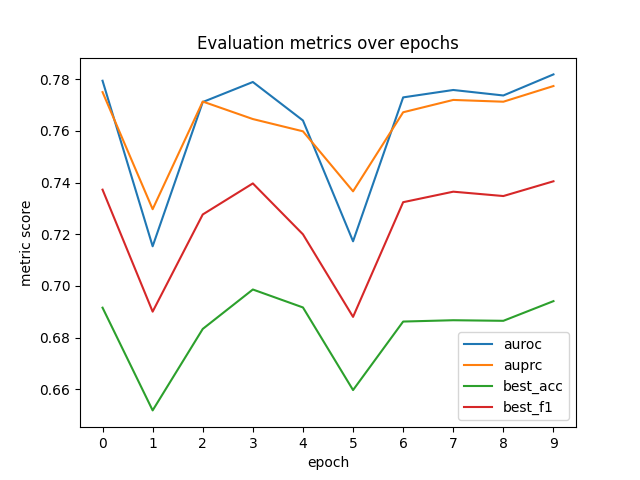 Evaluation metrics over epochs
metric score
0.78
0.76
0.74
0.72
0.70
0.68
0.66
auroc
auprc
best_acc
best_f1
0 1 2 3 4 5 6 7 8 9
epoch